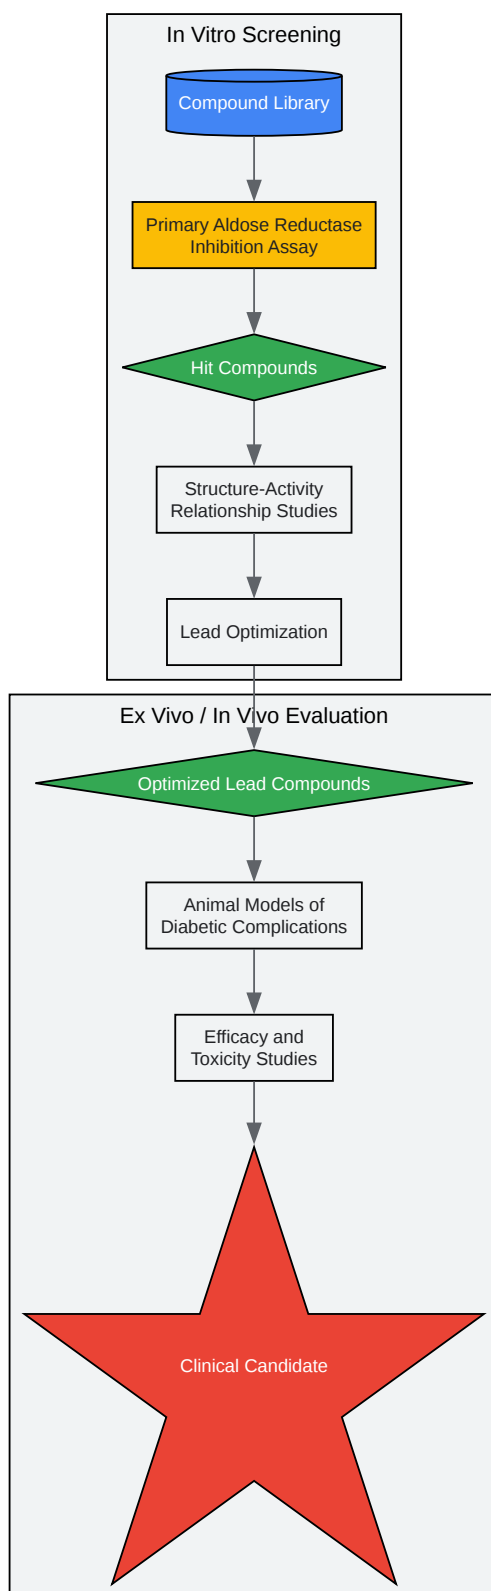 In Vitro Screening
Compound Library
Primary Aldose Reductase
Inhibition Assay
Hit Compounds
Structure-Activity
Relationship Studies
Lead Optimization
Ex Vivo / In Vivo Evaluation
Optimized Lead Compounds
Animal Models of
Diabetic Complications
Efficacy and
Toxicity Studies
Clinical Candidate